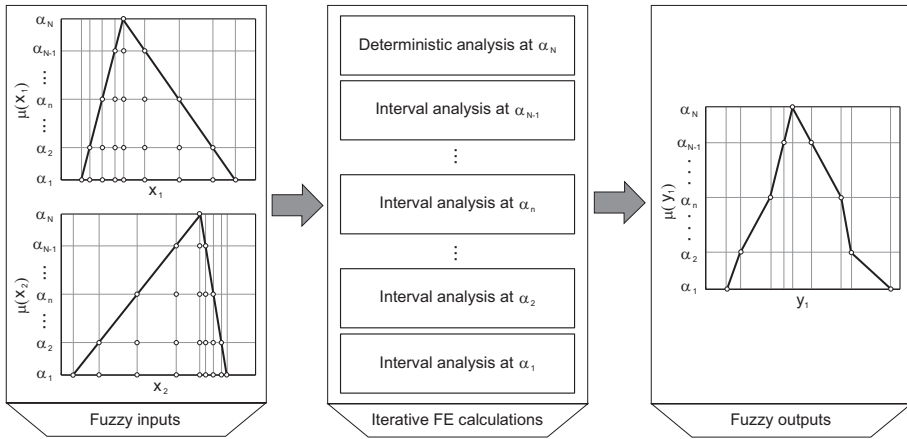 α_N
α_N-1
...
α_n
...
α_2
α_1
μ(x_1)
x_1
α_N
α_N-1
...
α_n
...
α_2
α_1
μ(x_2)
x_2
Fuzzy inputs
Deterministic analysis at α_N
Interval analysis at α_N-1
...
Interval analysis at α_n
...
Interval analysis at α_2
Interval analysis at α_1
Iterative FE calculations
α_N
α_N-1
...
α_n
...
α_2
α_1
μ(y_1)
y_1
Fuzzy outputs